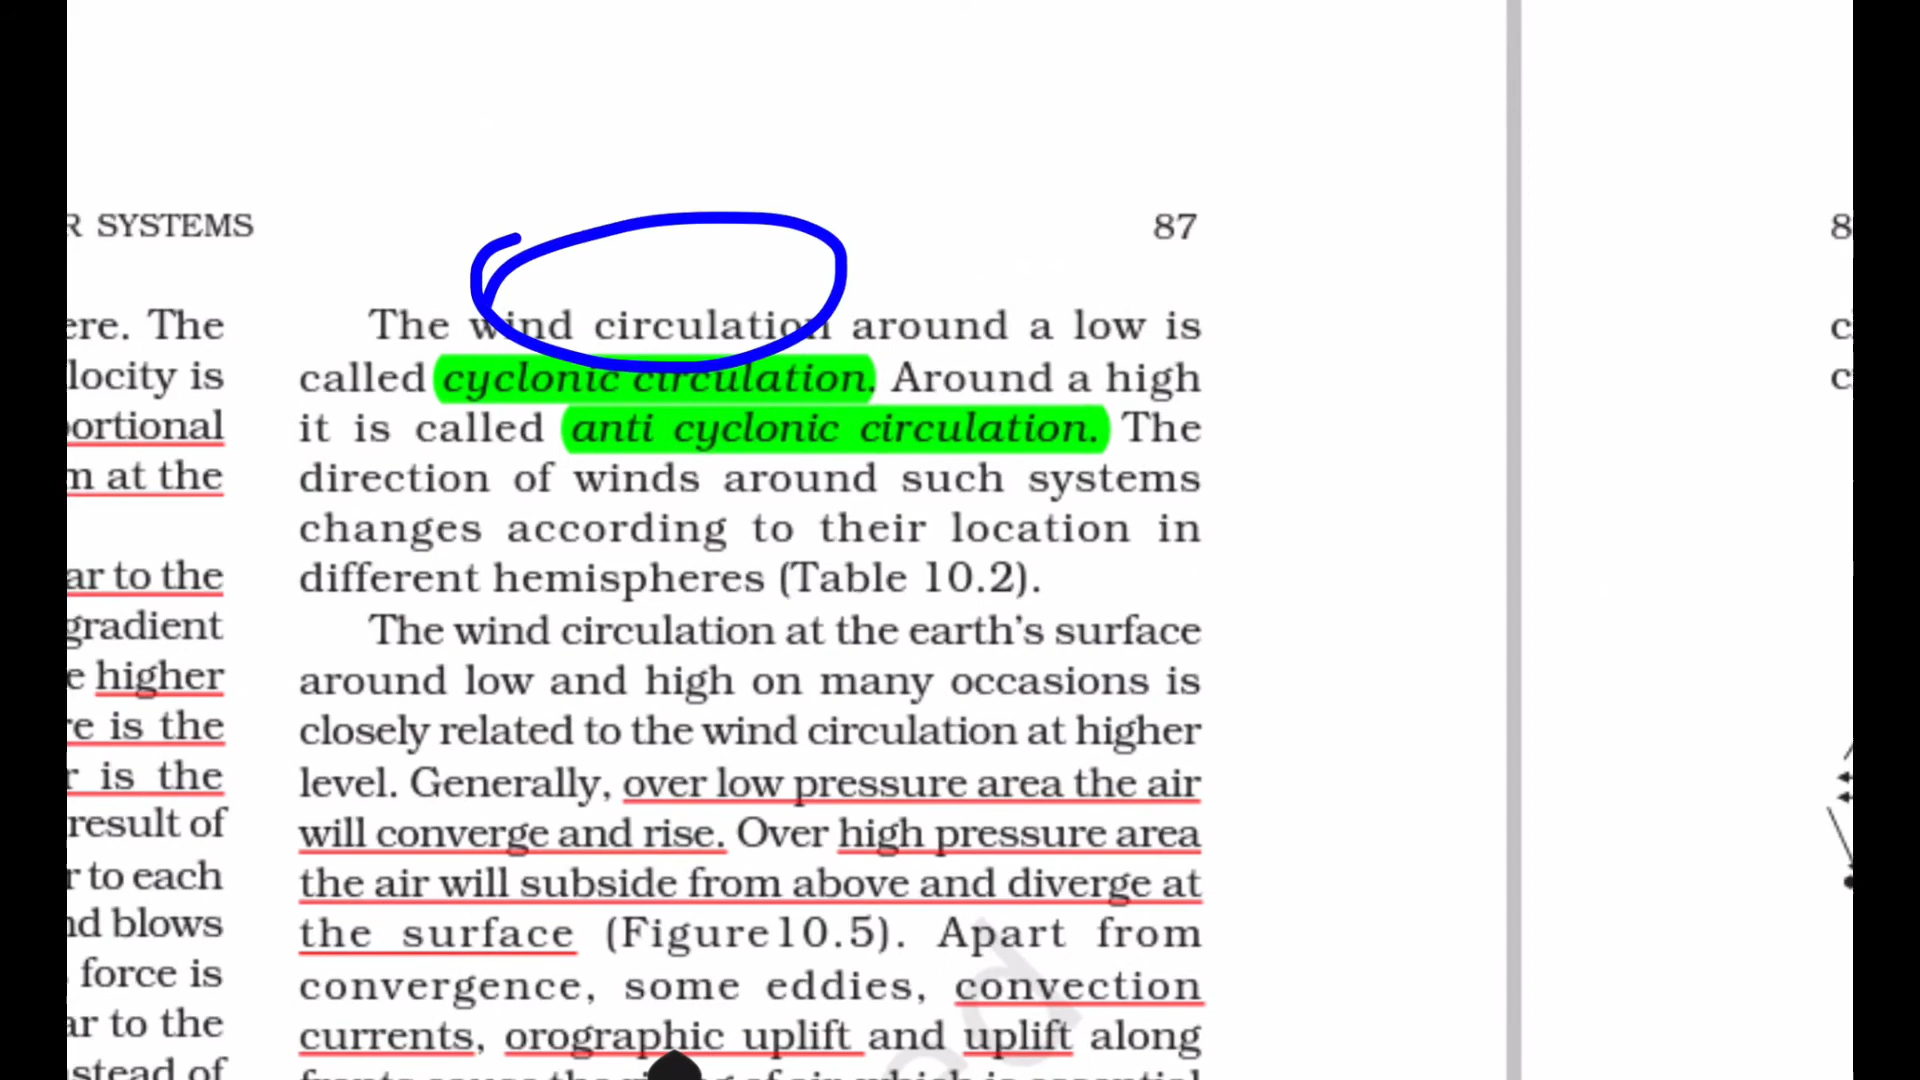 R SYSTEMS
87
8
ere. The
locity is
portional
m at the
ar to the
gradient
e higher
re is the
r is the
result of
r to each
nd blows
force is
ar to the
stead of
The wind circulation around a low is
called cyclonic circulation. Around a high
it is called anti cyclonic circulation. The
direction of winds around such systems
changes according to their location in
different hemispheres (Table 10.2).
The wind circulation at the earth's surface
around low and high on many occasions is
closely related to the wind circulation at higher
level. Generally, over low pressure area the air
will converge and rise. Over high pressure area
the air will subside from above and diverge at
the surface (Figure10.5). Apart from
convergence, some eddies, convection
currents, orographic uplift and uplift along
c
c
ed